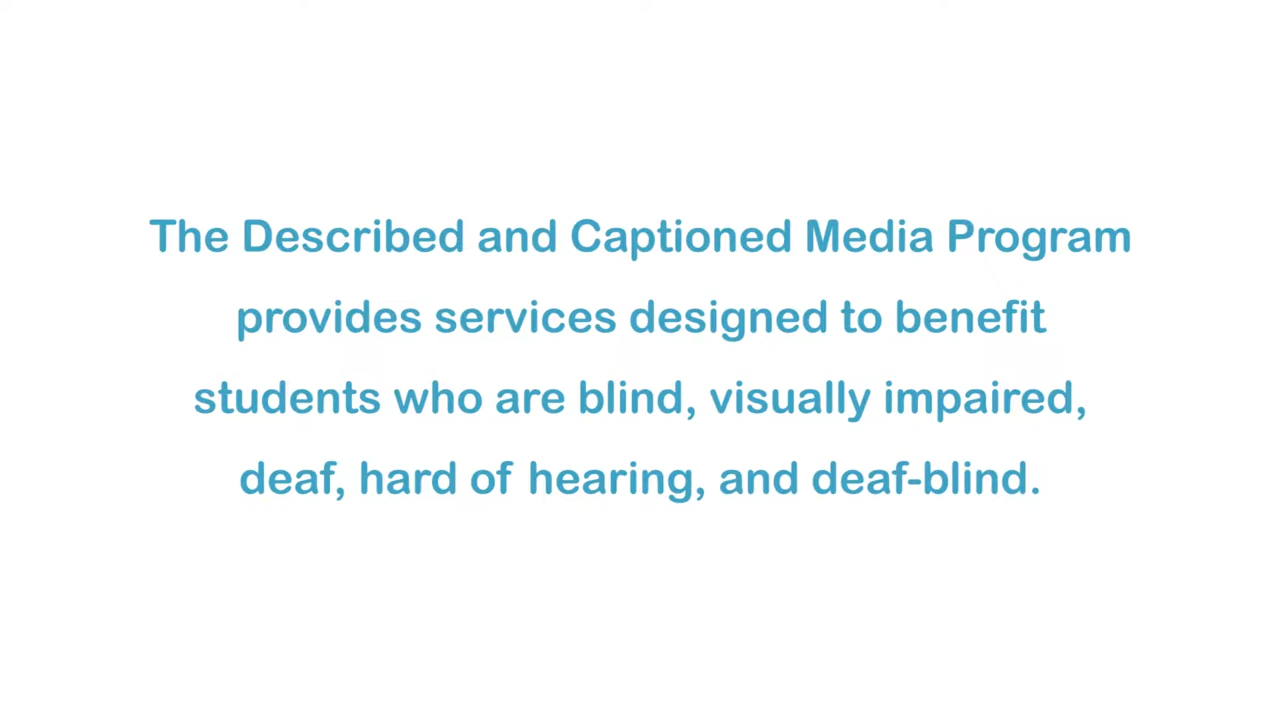 The Described and Captioned Media Program
provides services designed to benefit
students who are blind, visually impaired,
deaf, hard of hearing, and deaf-blind.